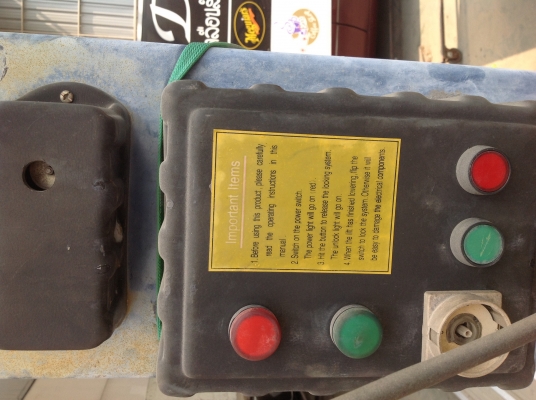 Important Items
1.Before using this product, please carefully
read the operating instructions in this
manual.
2.Switch on the power switch.
The power light will go on (red).
3.Hit the button to release the locking system.
The unlock light will go on.
4.When the lift has finished lowering, flip the
switch to lock the system. Otherwise it will
be easier to damage the electrical components.
Meguiar's